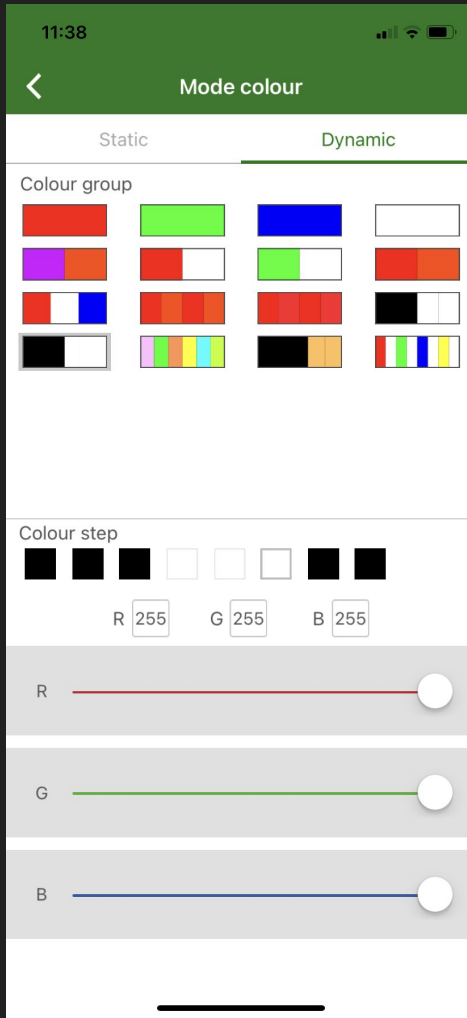 11:38
Mode colour
Static Dynamic
Colour group
Colour step
R 255 G 255 B 255
R
G
B